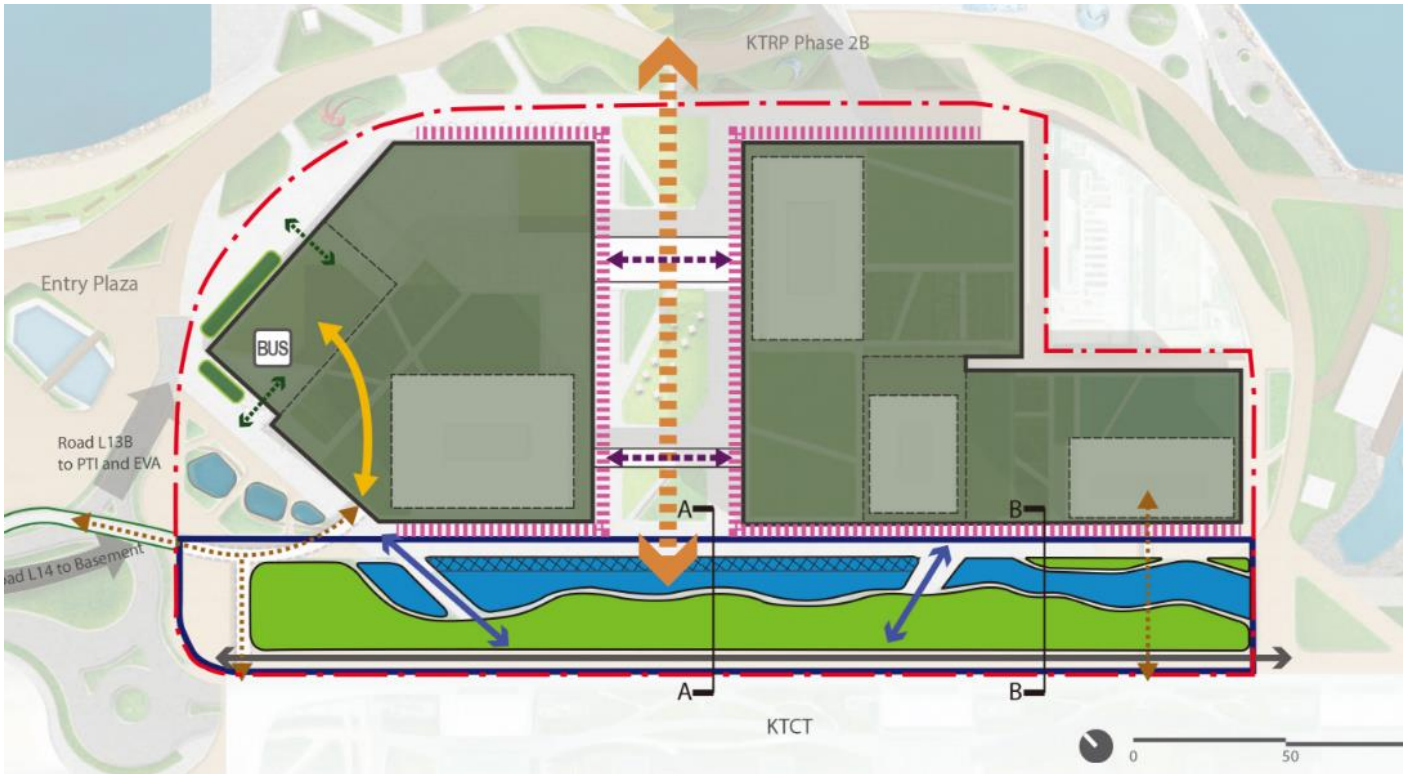 KTRP Phase 2B
Entry Plaza
BUS
Road L13B
to PTI and EVA
A
B
oad L14 to Basement
A
B
KTCT
0
50